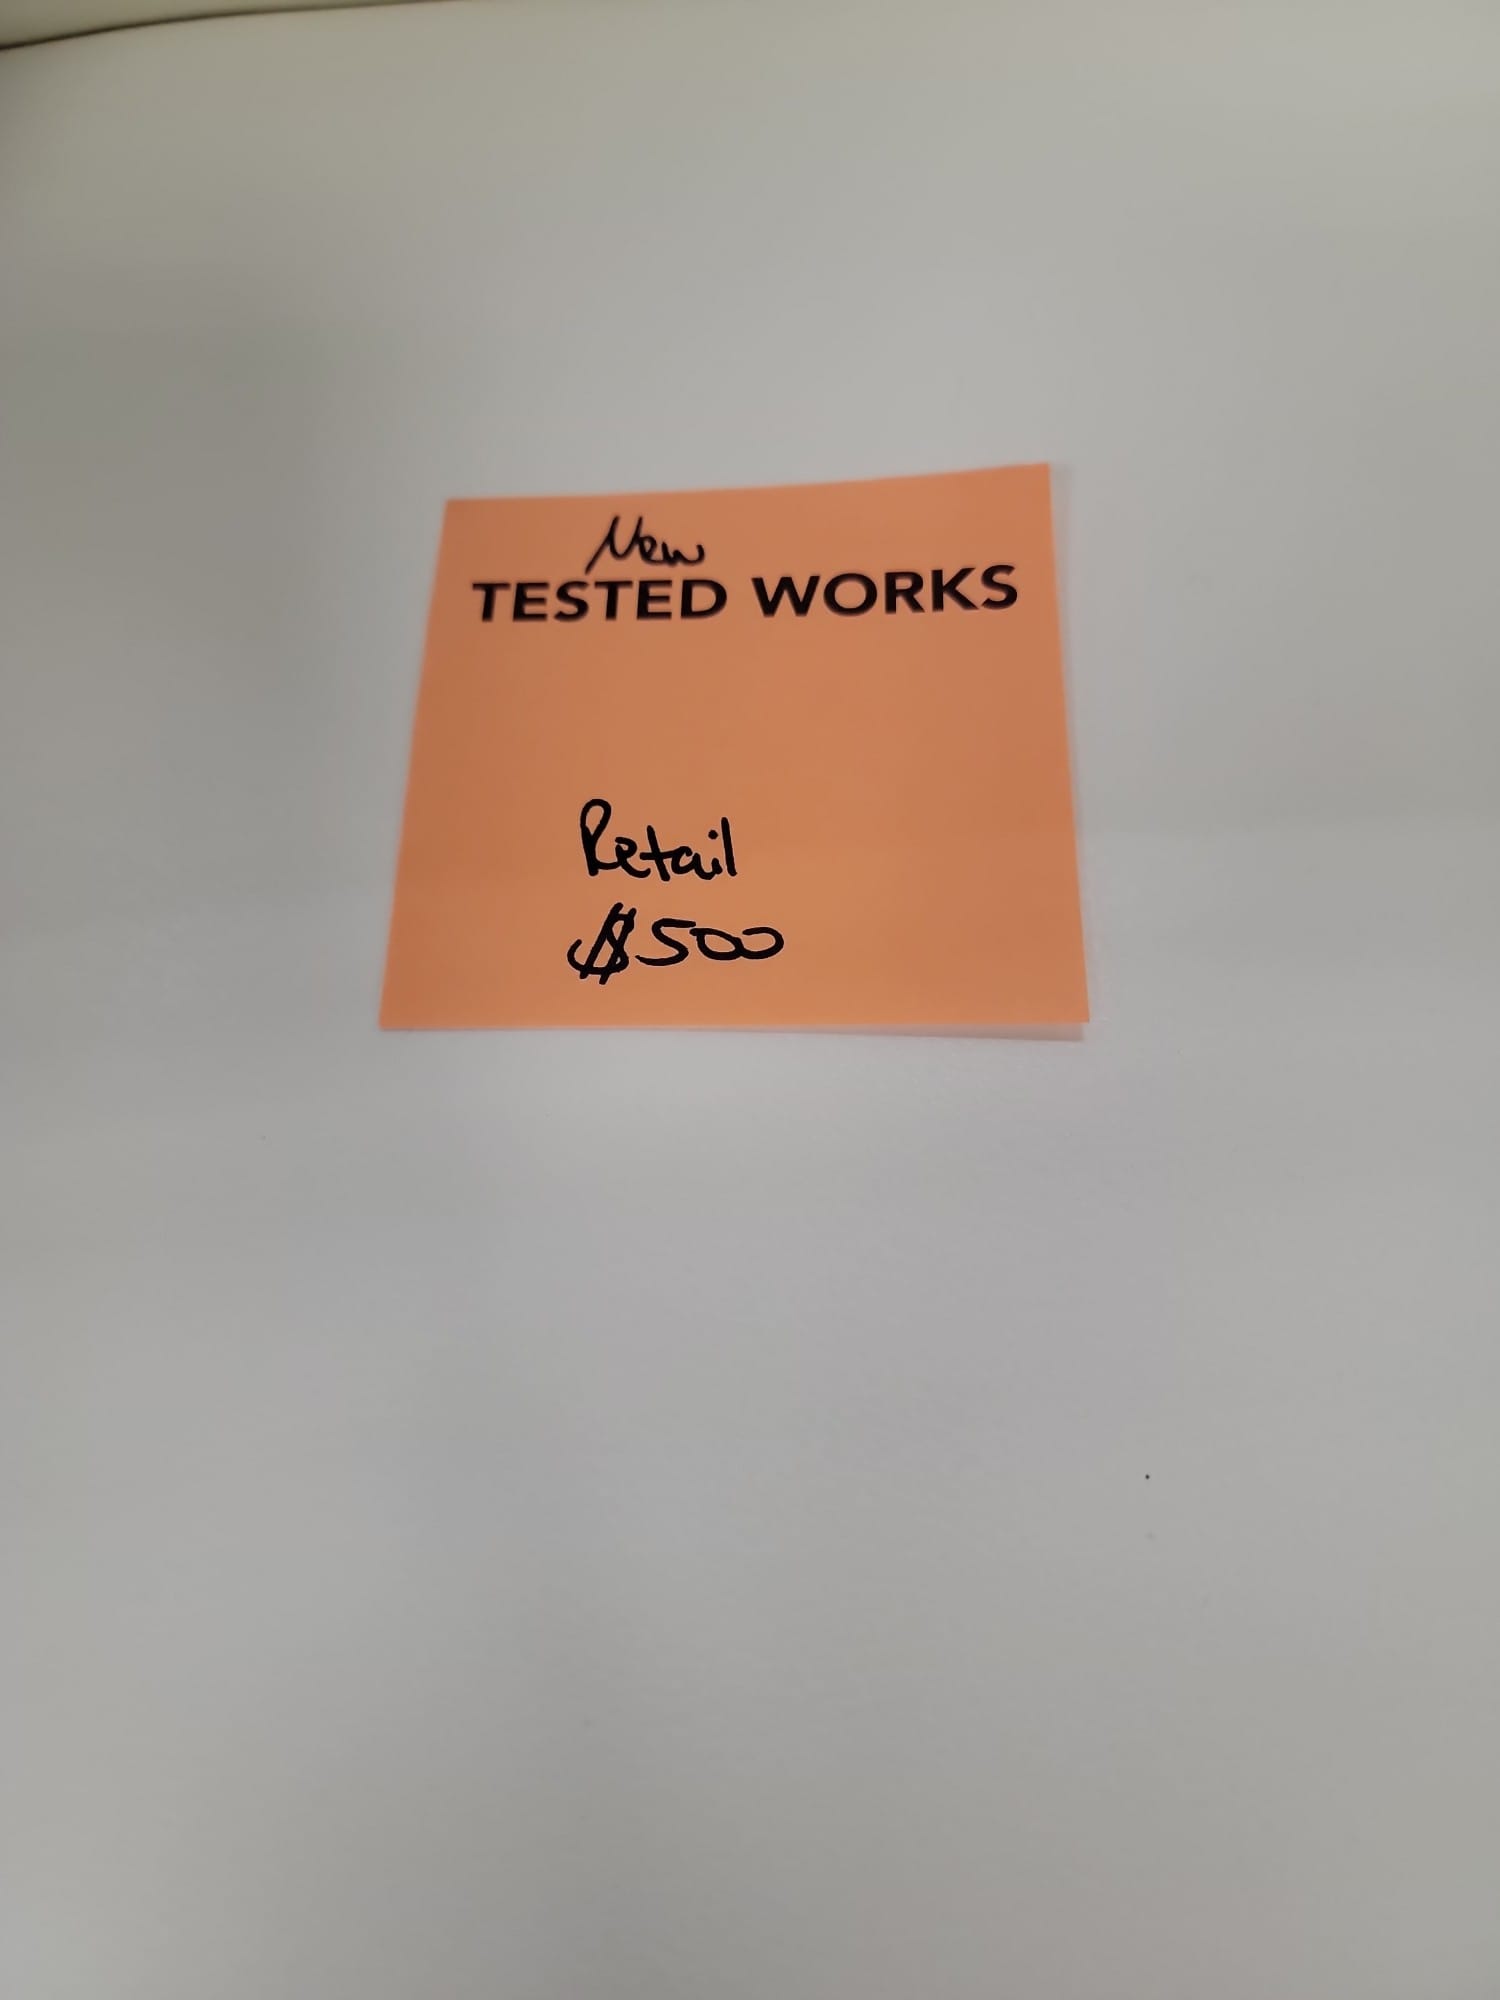 New
TESTED WORKS
Retail
$500